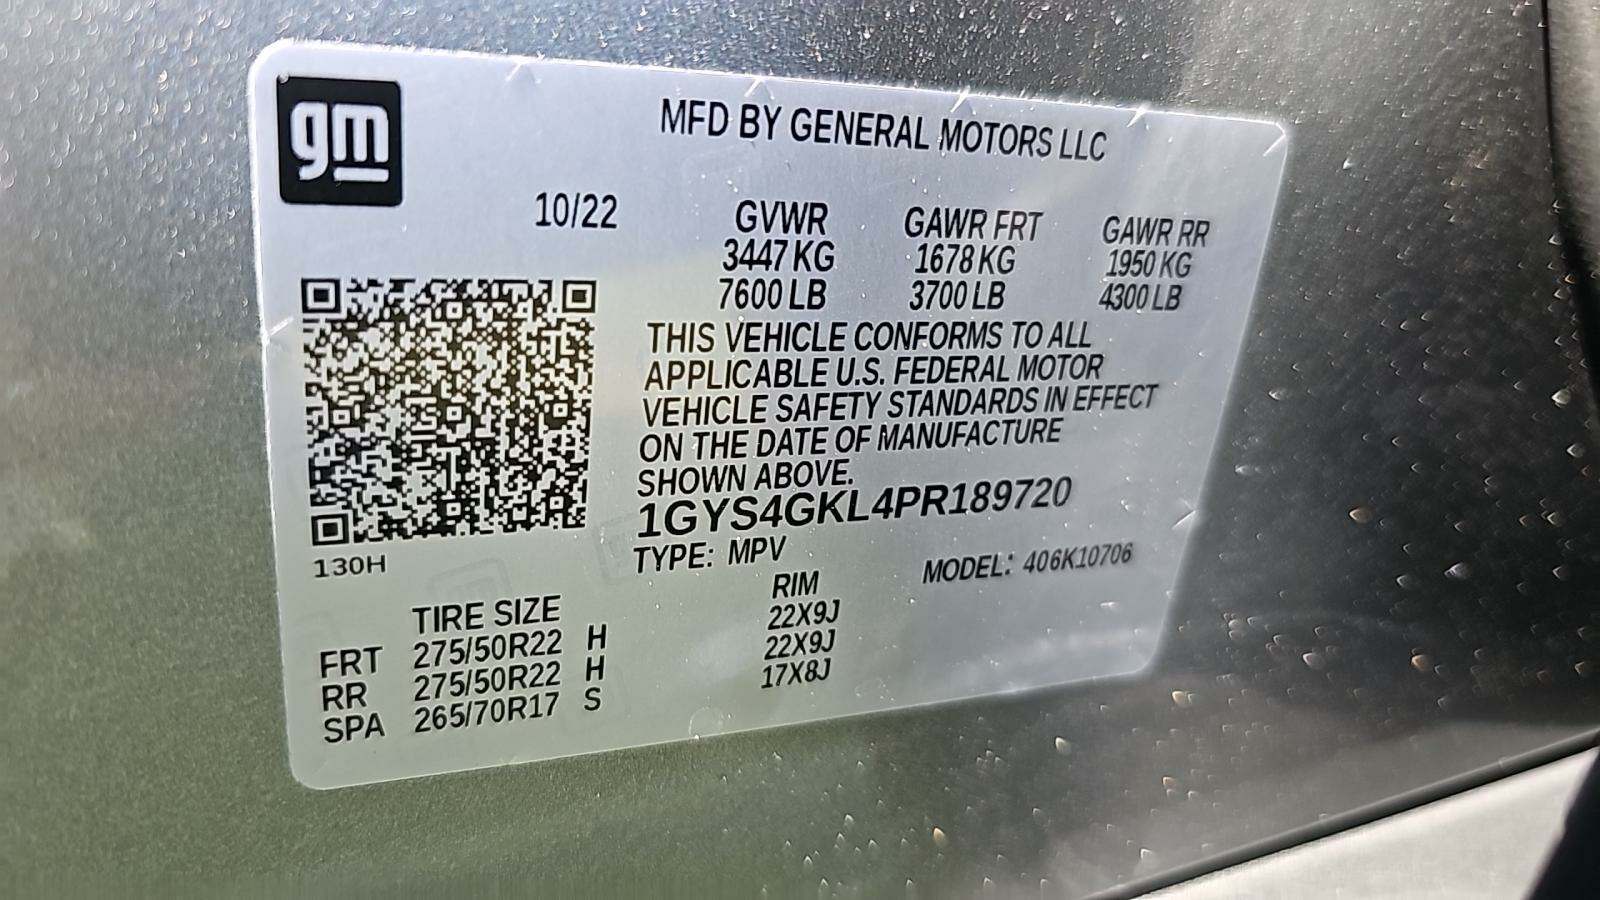 gm
MFD BY GENERAL MOTORS LLC
10/22 GVWR GAWR FRT GAWR RR
3447 KG 1678 KG 1950 KG
7600 LB 3700 LB 4300 LB
THIS VEHICLE CONFORMS TO ALL
APPLICABLE U.S. FEDERAL MOTOR
VEHICLE SAFETY STANDARDS IN EFFECT
ON THE DATE OF MANUFACTURE
SHOWN ABOVE.
1GYS4GKL4PR189720
TYPE: MPV MODEL: 406K10706
130H
TIRE SIZE RIM
FRT 275/50R22 H 22X9J
RR 275/50R22 H 22X9J
SPA 265/70R17 S 17X8J